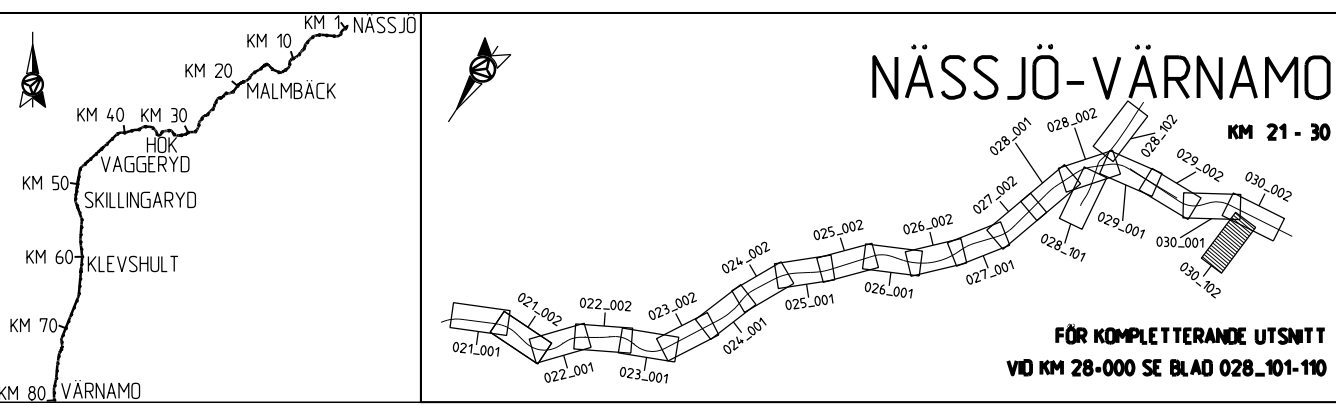 KM 1
NÄSSJÖ
KM 10
KM 20
MALMBÄCK
KM 40
KM 30
HOK
VAGGERYD
KM 50
SKILLINGARYD
KM 60
KLEVSHULT
KM 70
KM 80
VÄRNAMO
NÄSSJÖ-VÄRNAMO
KM 21 - 30
028_001
028_002
028_102
029_002
030_002
027_002
029_001
030_001
028_101
030_102
026_002
025_002
027_001
024_002
026_001
025_001
023_002
024_001
022_002
021_002
021_001
022_001
023_001
FÖR KOMPLETTERANDE UTSNITT
VID KM 28+000 SE BLAD 028_101-110